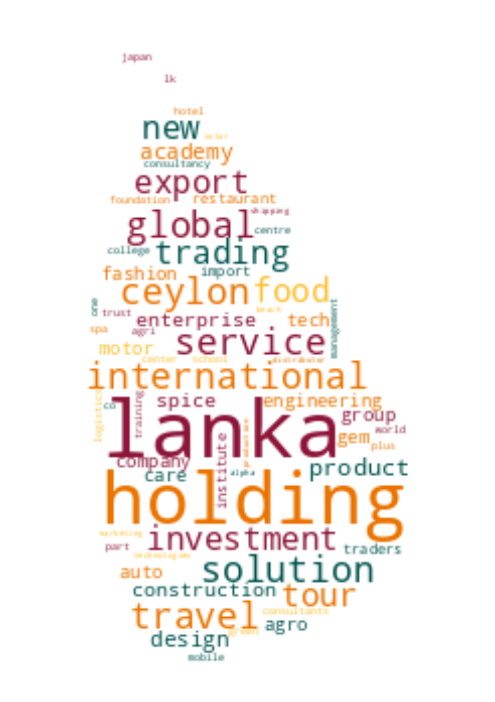 japan
lk
hotel
new solar
academy
consultancy
export
foundation restaurant
shipping
global centre
trading
college
fashion import
ceylon food
one beach
trust enterprise tech management
spa agri
service
motor
center school distributor
international
logistics co training spice engineering
lanka group
world
gem
plus
institute productions
company product
care alpha
holding
marketing investment
part traders
technologies
auto solution
construction tour
travel consultants
agro
green
design
mobile